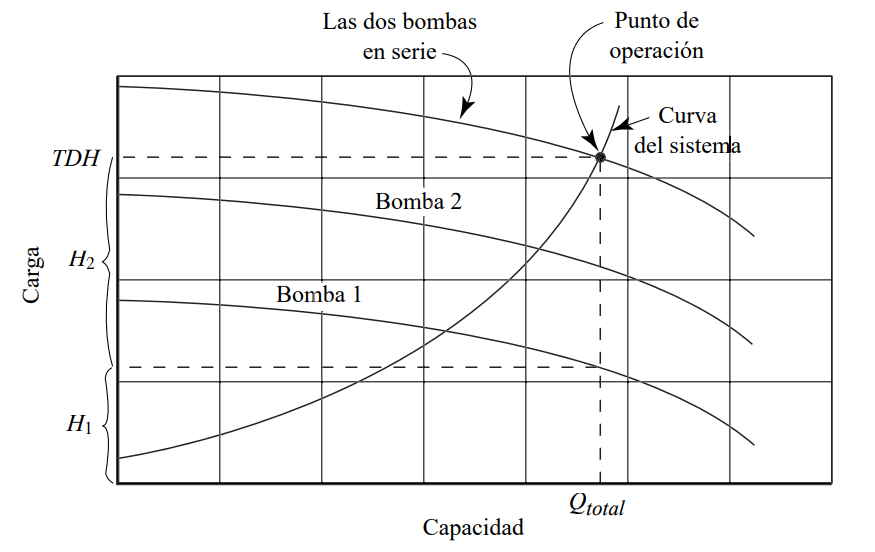 Las dos bombas
en serie
Punto de
operación
Curva
del sistema
TDH
Bomba 2
H2
Carga
Bomba 1
H1
Qtotal
Capacidad